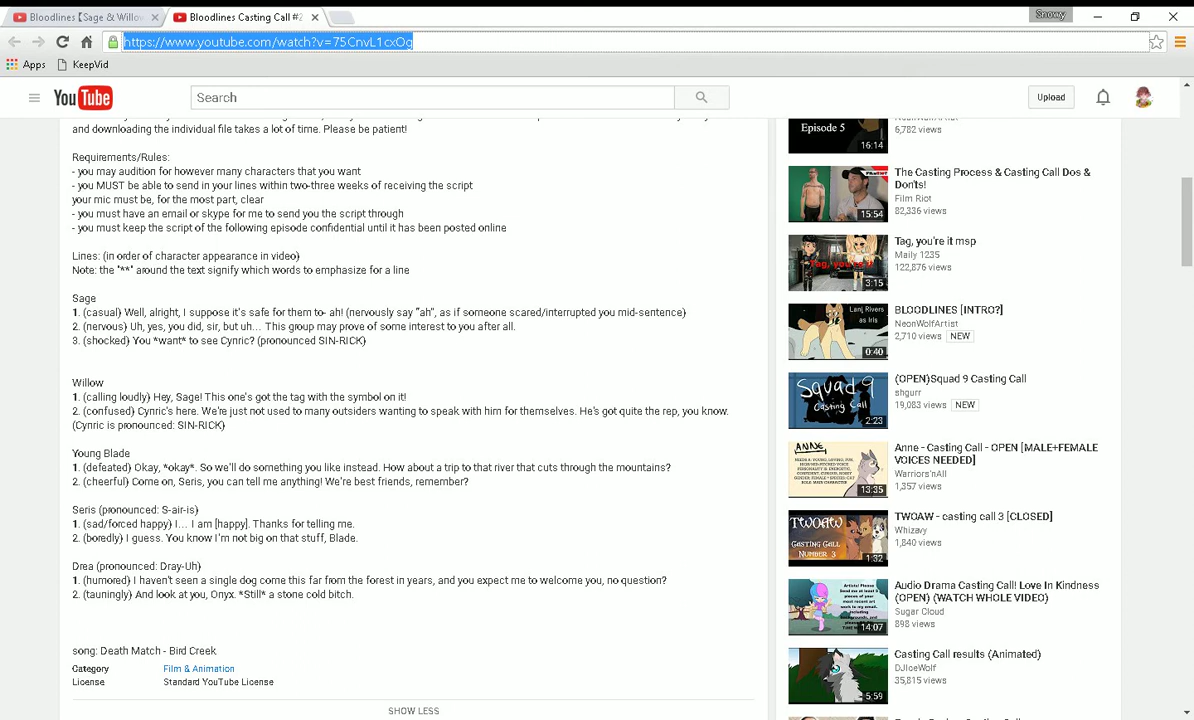 Bloodlines【Sage & Willow
Bloodlines Casting Call #2
Snowy
https://www.youtube.com/watch?v=75CnvL1cxOg
Apps
KeepVid
YouTube
Search
Upload
and downloading the individual file takes a lot of time. Please be patient!
Requirements/Rules:
- you may audition for however many characters that you want
- you MUST be able to send in your lines within two-three weeks of receiving the script
your mic must be, for the most part, clear
- you must have an email or skype for me to send you the script through
- you must keep the script of the following episode confidential until it has been posted online
Lines: (in order of character appearance in video)
Note: the "**" around the text signify which words to emphasize for a line
Sage
1. (casual) Well, alright, I suppose it's safe for them to- ah! (nervously say "ah", as if someone scared/interrupted you mid-sentence)
2. (nervous) Uh, yes, you did, sir, but uh... This group may prove of some interest to you after all.
3. (shocked) You *want* to see Cynric? (pronounced SIN-RICK)
Willow
1. (calling loudly) Hey, Sage! This one's got the tag with the symbol on it!
2. (confused) Cynric's here. We're just not used to many outsiders wanting to speak with him for themselves. He's got quite the rep, you know.
(Cynric is pronounced: SIN-RICK)
Young Blade
1. (defeated) Okay, *okay*. So we'll do something you like instead. How about a trip to that river that cuts through the mountains?
2. (cheerful) Come on, Seris, you can tell me anything! We're best friends, remember?
Seris (pronounced: S-air-is)
1. (sad/forced happy) I... I am [happy]. Thanks for telling me.
2. (boredly) I guess. You know I'm not big on that stuff, Blade.
Drea (pronounced: Dray-Uh)
1. (humored) I haven't seen a single dog come this far from the forest in years, and you expect me to welcome you, no question?
2. (tauningly) And look at you, Onyx. *Still* a stone cold bitch.
song: Death Match - Bird Creek
Category Film & Animation
License Standard YouTube License
SHOW LESS
Episode 5
16:14
NeonWolfArtist
6,782 views
15:54
The Casting Process & Casting Call Dos &
Don'ts!
Film Riot
82,336 views
Tag, you're it
3:15
Tag, you're it msp
Maily 1235
122,876 views
Lanj Rivers
as Iris
0:40
BLOODLINES [INTRO?]
NeonWolfArtist
2,710 views NEW
Squad 9
Casting Call
2:23
(OPEN)Squad 9 Casting Call
shgurr
19,083 views NEW
ANNE
13:35
Anne - Casting Call - OPEN [MALE+FEMALE
VOICES NEEDED]
Warriors'nAll
1,357 views
TWOAW
Casting Call
Number 3
1:32
TWOAW - casting call 3 [CLOSED]
Whizavy
1,840 views
14:07
Audio Drama Casting Call! Love In Kindness
(OPEN) (WATCH WHOLE VIDEO)
Sugar Cloud
898 views
5:59
Casting Call results (Animated)
DJIceWolf
35,815 views